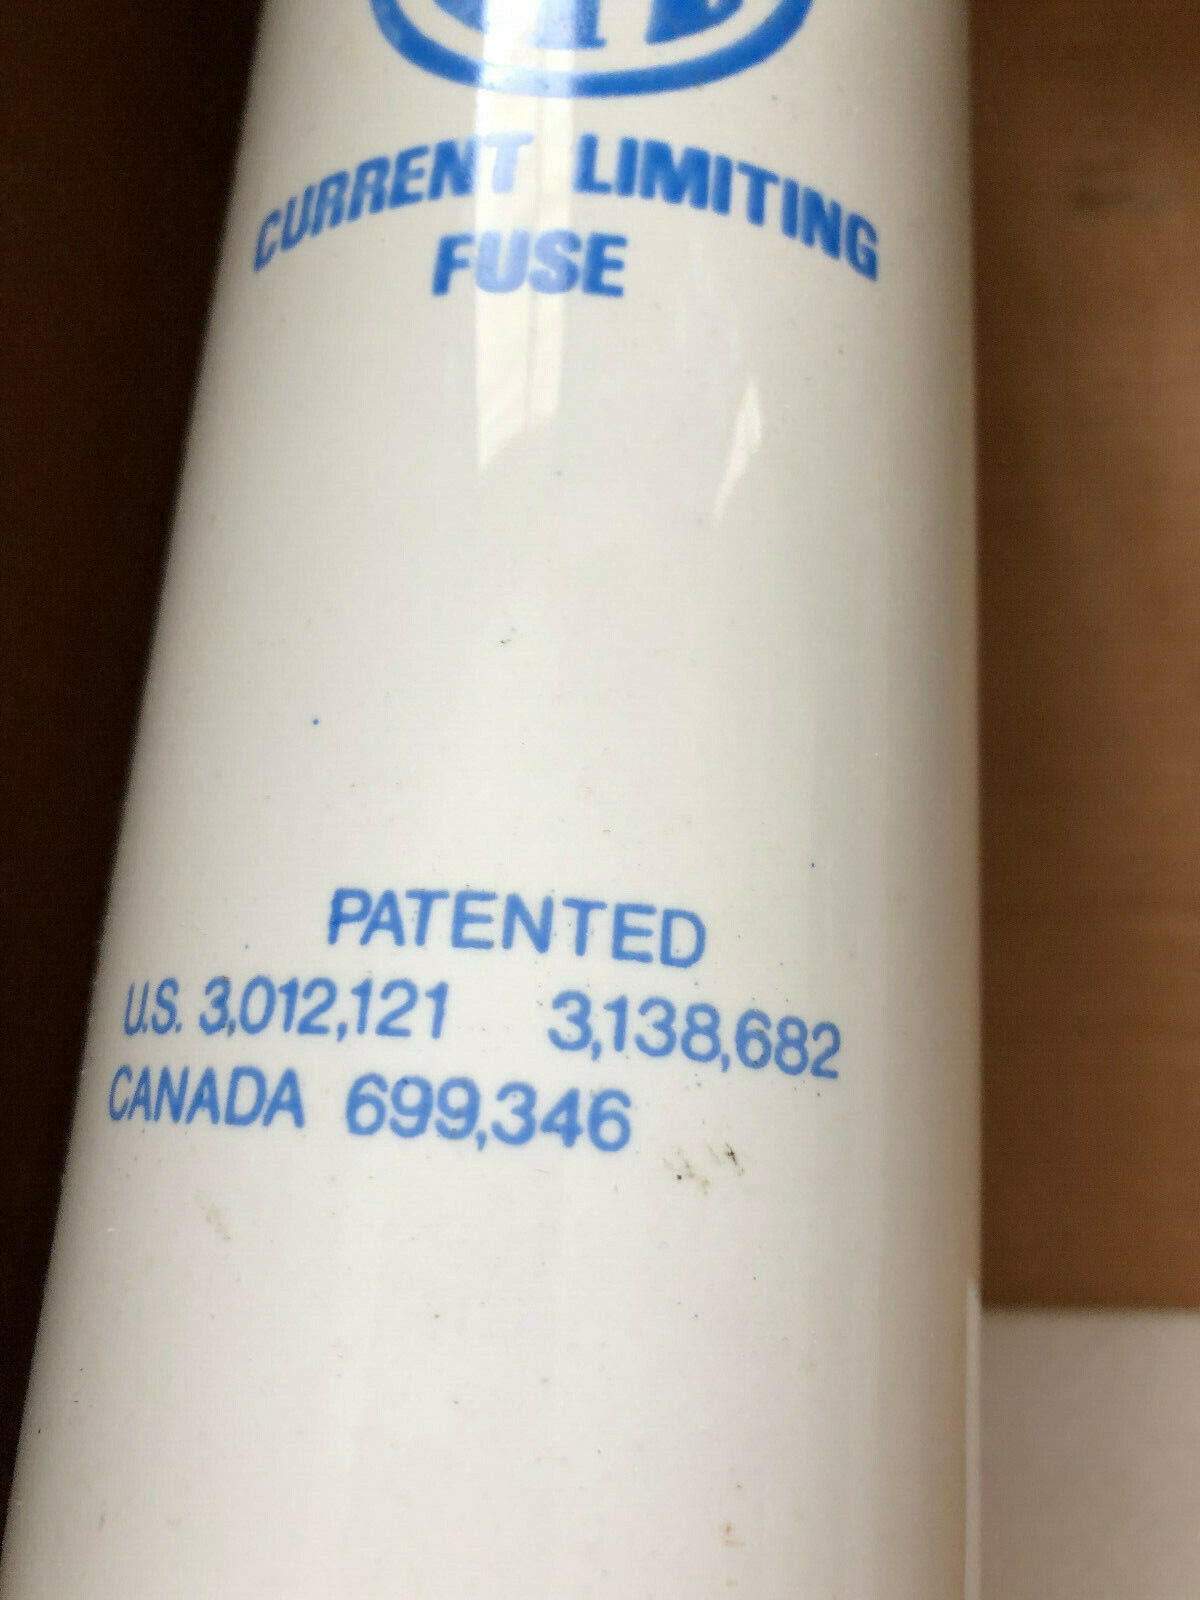 CURRENT LIMITING
FUSE
PATENTED
U.S. 3,012,121 3,138,682
CANADA 699,346